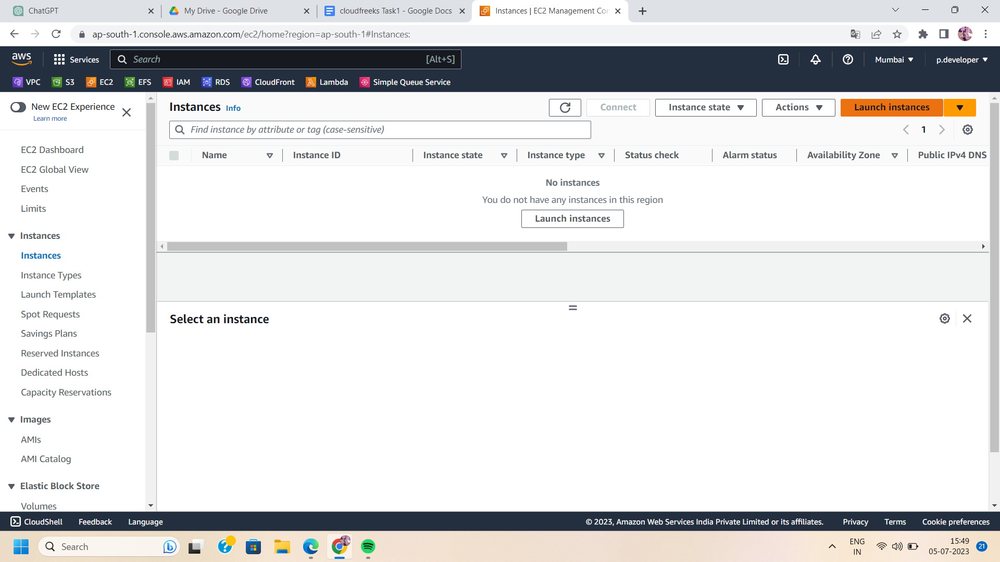 ChatGPT
My Drive - Google Drive
cloudfreeks Task1 - Google Docs
Instances | EC2 Management Cor
ap-south-1.console.aws.amazon.com/ec2/home?region=ap-south-1#Instances:
aws
Services
Search
[Alt+S]
Mumbai
p.developer
VPC
S3
EC2
EFS
IAM
RDS
CloudFront
Lambda
Simple Queue Service
New EC2 Experience
Learn more
EC2 Dashboard
EC2 Global View
Events
Limits
Instances
Instances
Instance Types
Launch Templates
Spot Requests
Savings Plans
Reserved Instances
Dedicated Hosts
Capacity Reservations
Images
AMIs
AMI Catalog
Elastic Block Store
Volumes
Instances Info
Connect
Instance state
Actions
Launch instances
Find instance by attribute or tag (case-sensitive)
1
Name
Instance ID
Instance state
Instance type
Status check
Alarm status
Availability Zone
Public IPv4 DNS
No instances
You do not have any instances in this region
Launch instances
Select an instance
CloudShell
Feedback
Language
© 2023, Amazon Web Services India Private Limited or its affiliates.
Privacy
Terms
Cookie preferences
Search
ENG
IN
15:49
05-07-2023
21